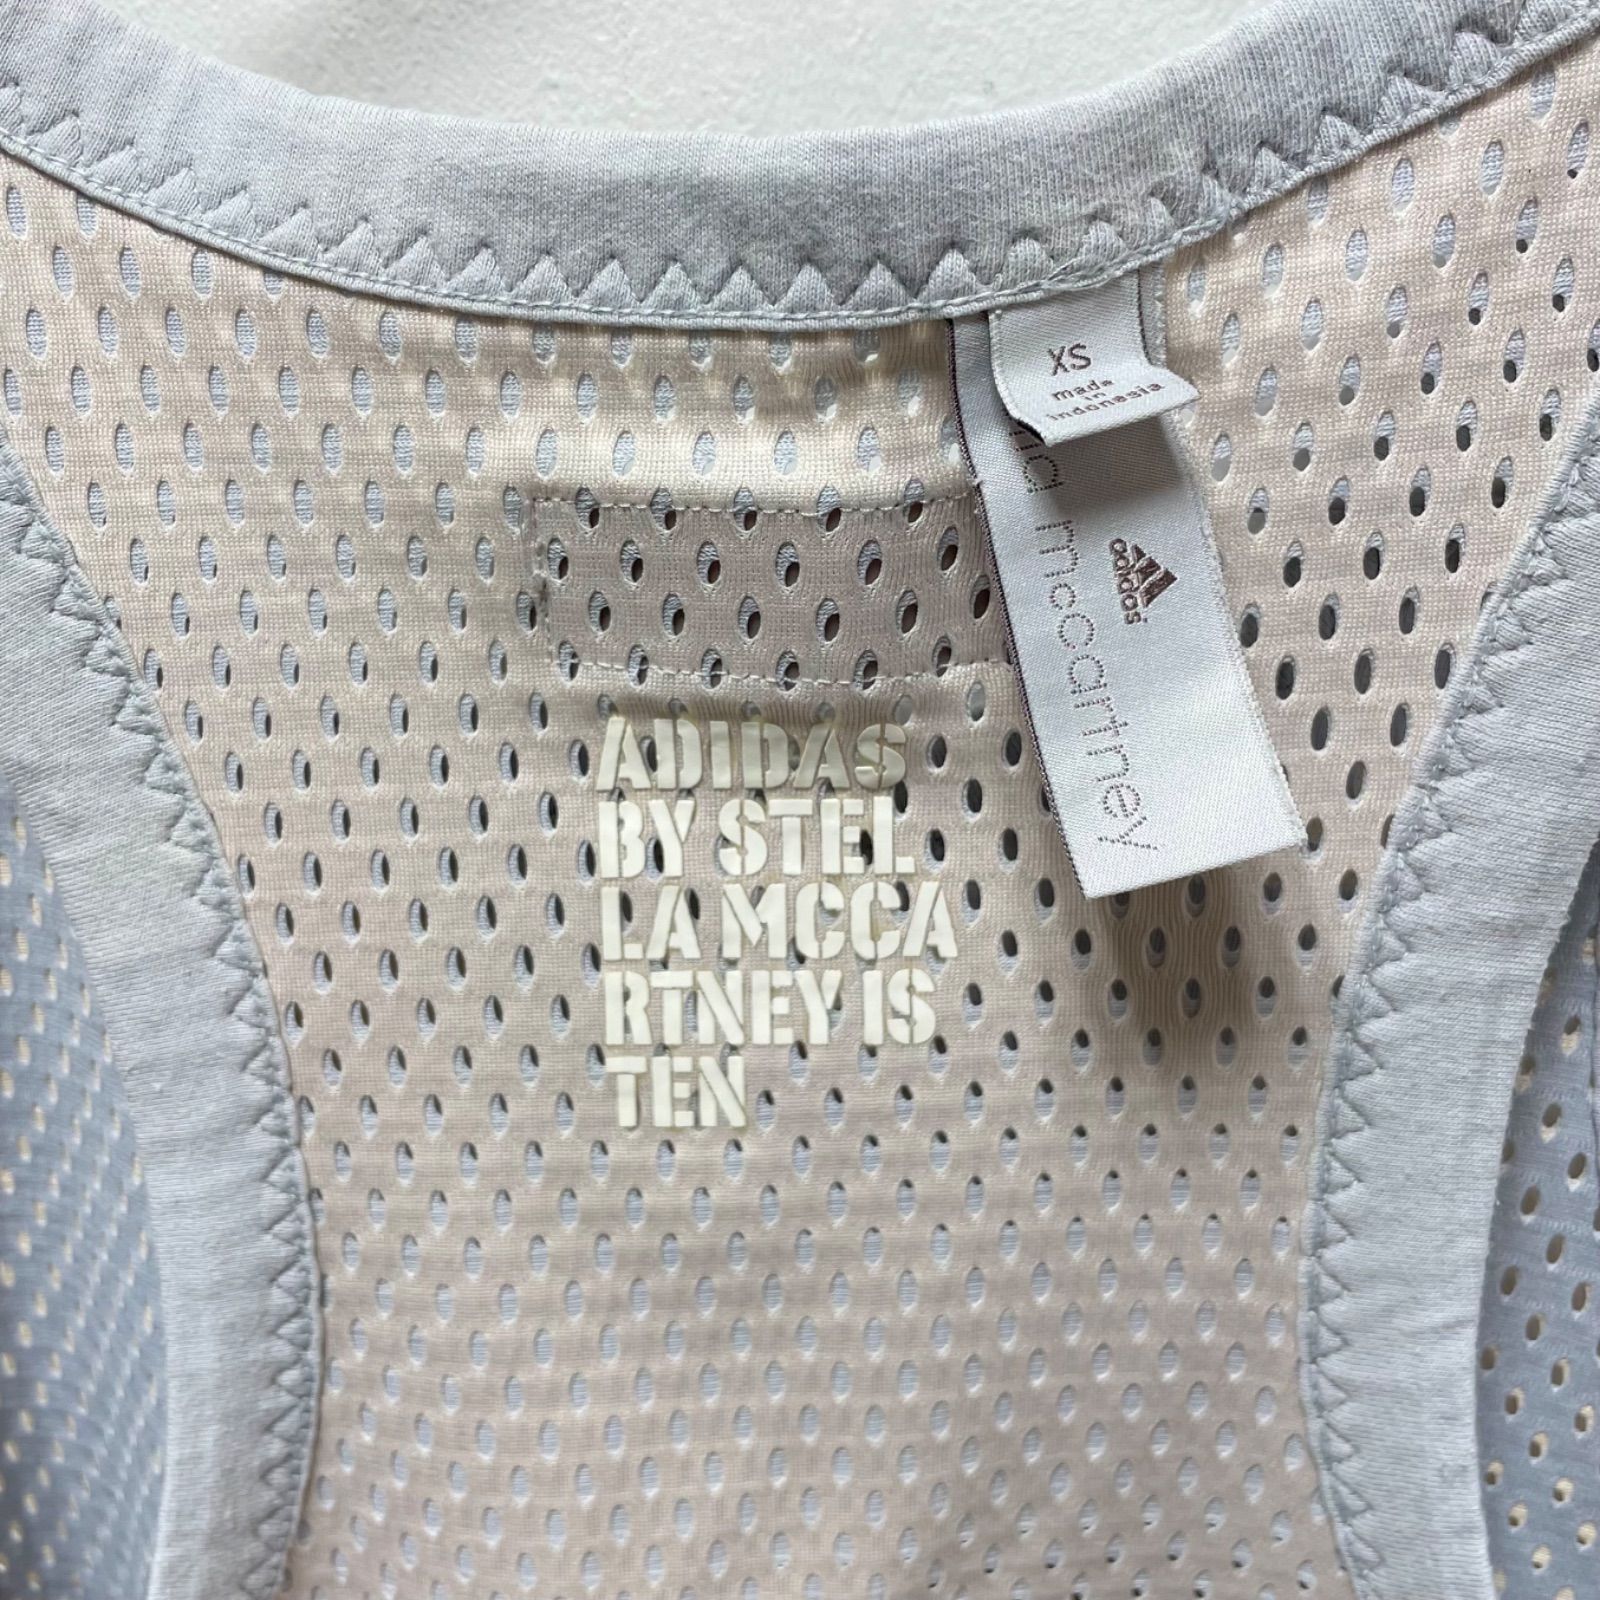 XS
made
in
indonesia
adidas
mccartney
ADIDAS
BY STEL
LA MCCA
RTNEY IS
TEN